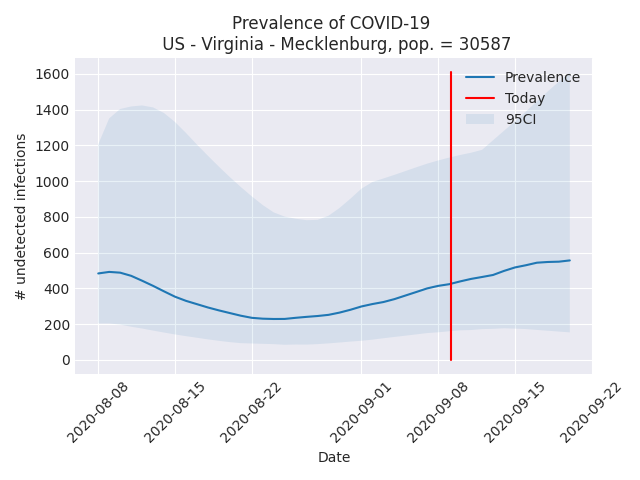 Prevalence of COVID-19
US - Virginia - Mecklenburg, pop. = 30587
1600
1400
1200
1000
800
600
400
200
0
# undetected infections
Prevalence
Today
95CI
2020-08-08
2020-08-15
2020-08-22
2020-09-01
2020-09-08
2020-09-15
2020-09-22
Date